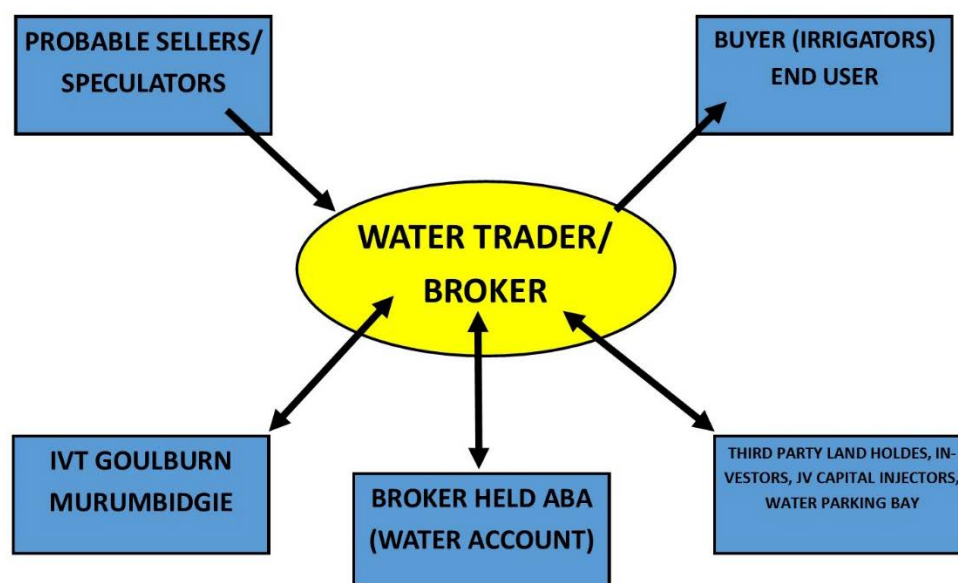 PROBABLE SELLERS/
SPECULATORS
BUYER (IRRIGATORS)
END USER
WATER TRADER/
BROKER
IVT GOULBURN
MURUMBIDGIE
BROKER HELD ABA
(WATER ACCOUNT)
THIRD PARTY LAND HOLDES, IN-
VESTORS, JV CAPITAL INJECTORS,
WATER PARKING BAY